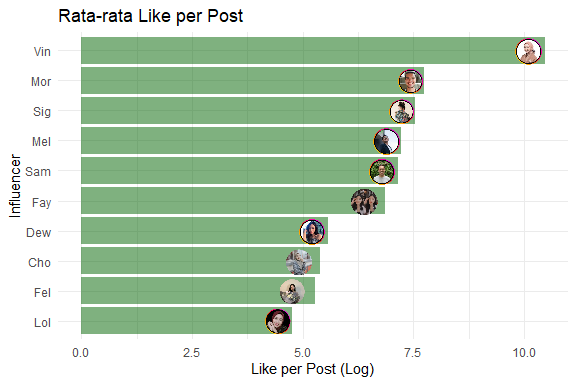 Rata-rata Like per Post
Influencer
Vin
Mor
Sig
Mel
Sam
Fay
Dew
Cho
Fel
Lol
0.0 2.5 5.0 7.5 10.0
Like per Post (Log)